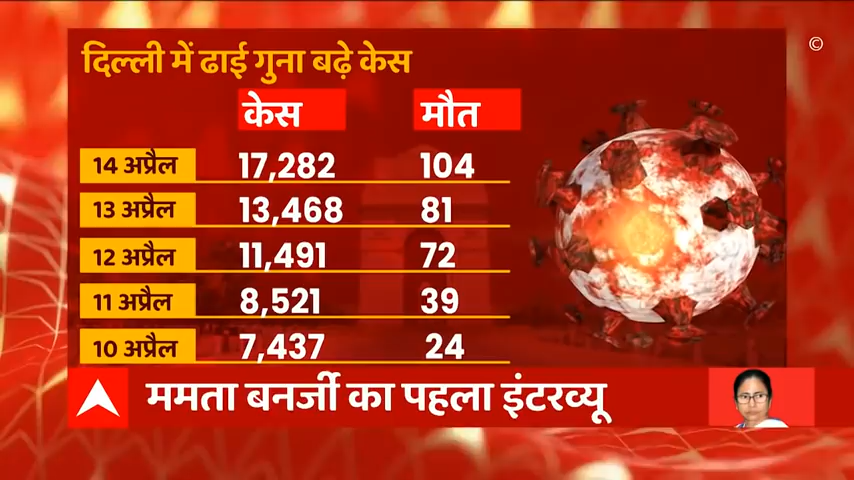 ©
दिल्ली में ढाई गुना बढ़े केस
केस मौत
14 अप्रैल 17,282 104
13 अप्रैल 13,468 81
12 अप्रैल 11,491 72
11 अप्रैल 8,521 39
10 अप्रैल 7,437 24
ममता बनर्जी का पहला इंटरव्यू